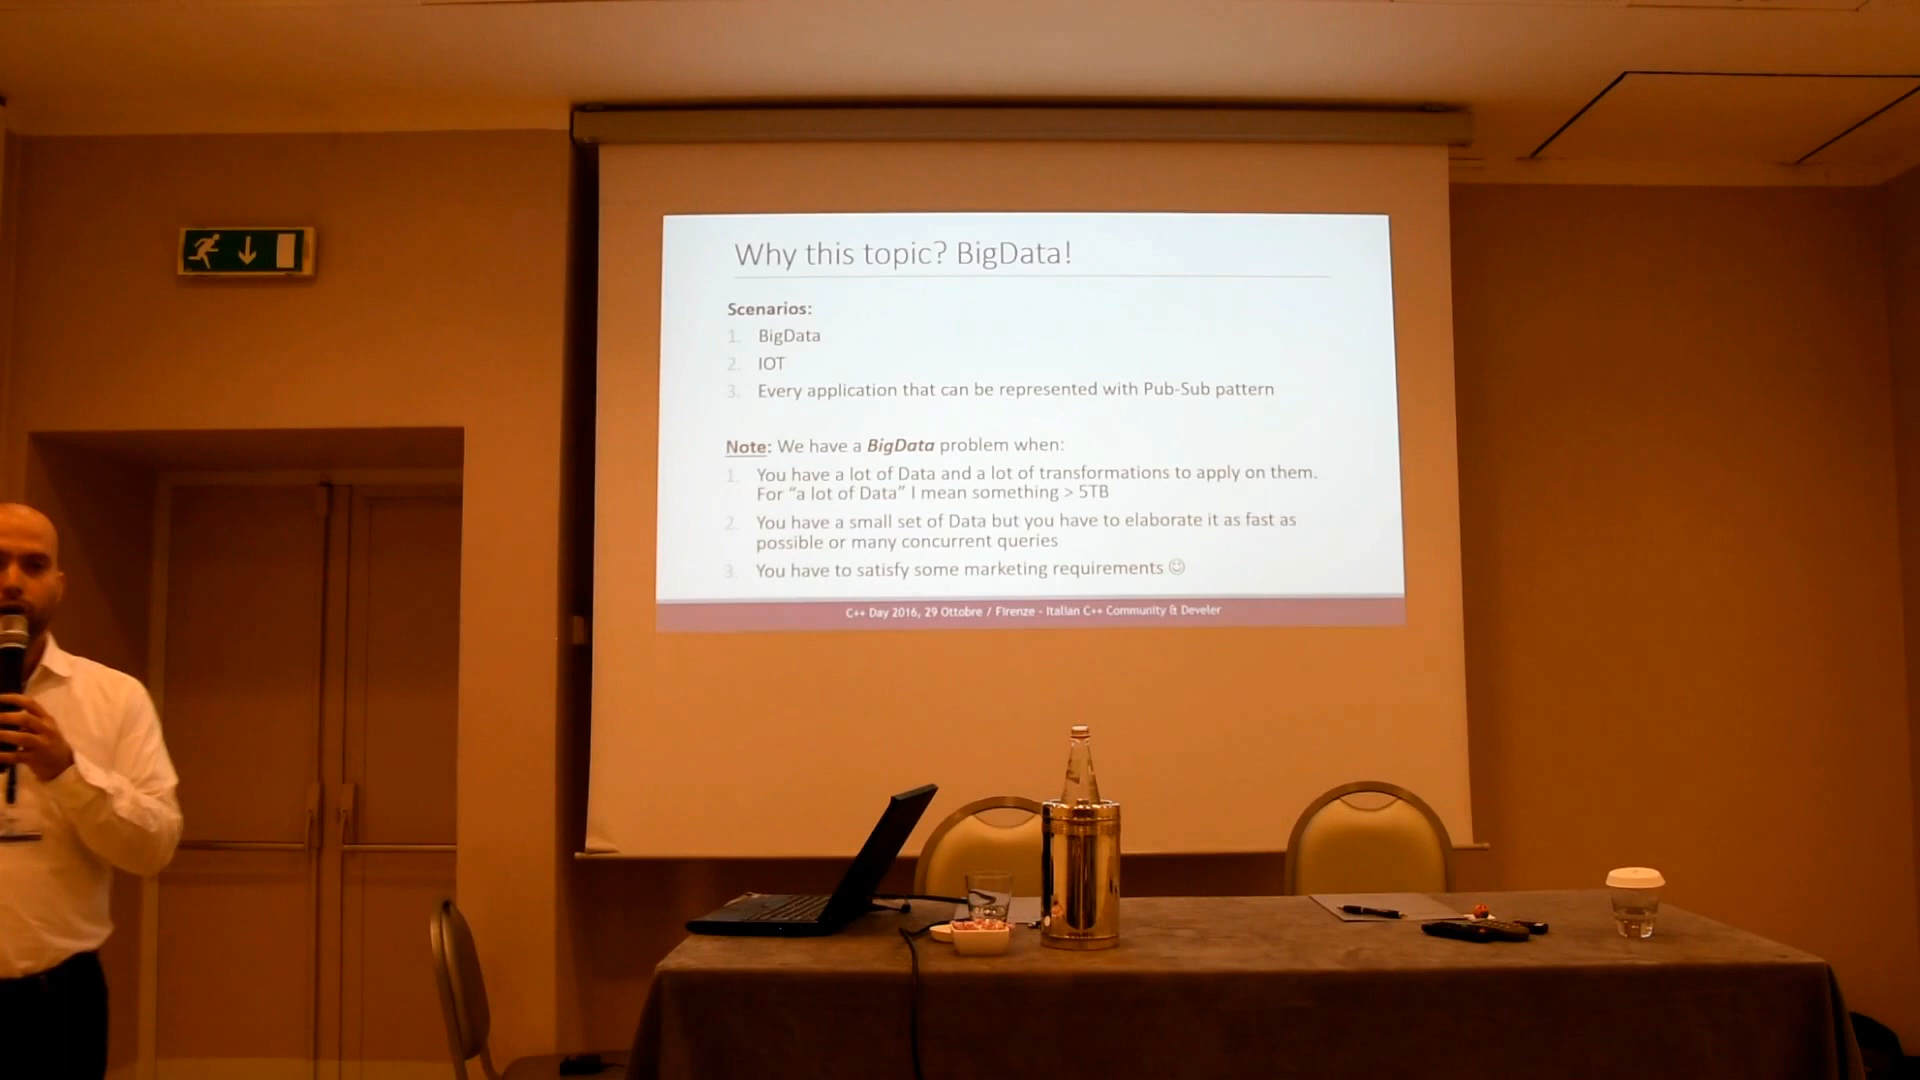 Why this topic? BigData!
Scenarios:
1. BigData
2. IOT
3. Every application that can be represented with Pub-Sub pattern
Note: We have a BigData problem when:
1. You have a lot of Data and a lot of transformations to apply on them.
For “a lot of Data” I mean something > 5TB
2. You have a small set of Data but you have to elaborate it as fast as
possible or many concurrent queries
3. You have to satisfy some marketing requirements ☺
C++ Day 2016, 29 Ottobre / Firenze - Italian C++ Community & Develer